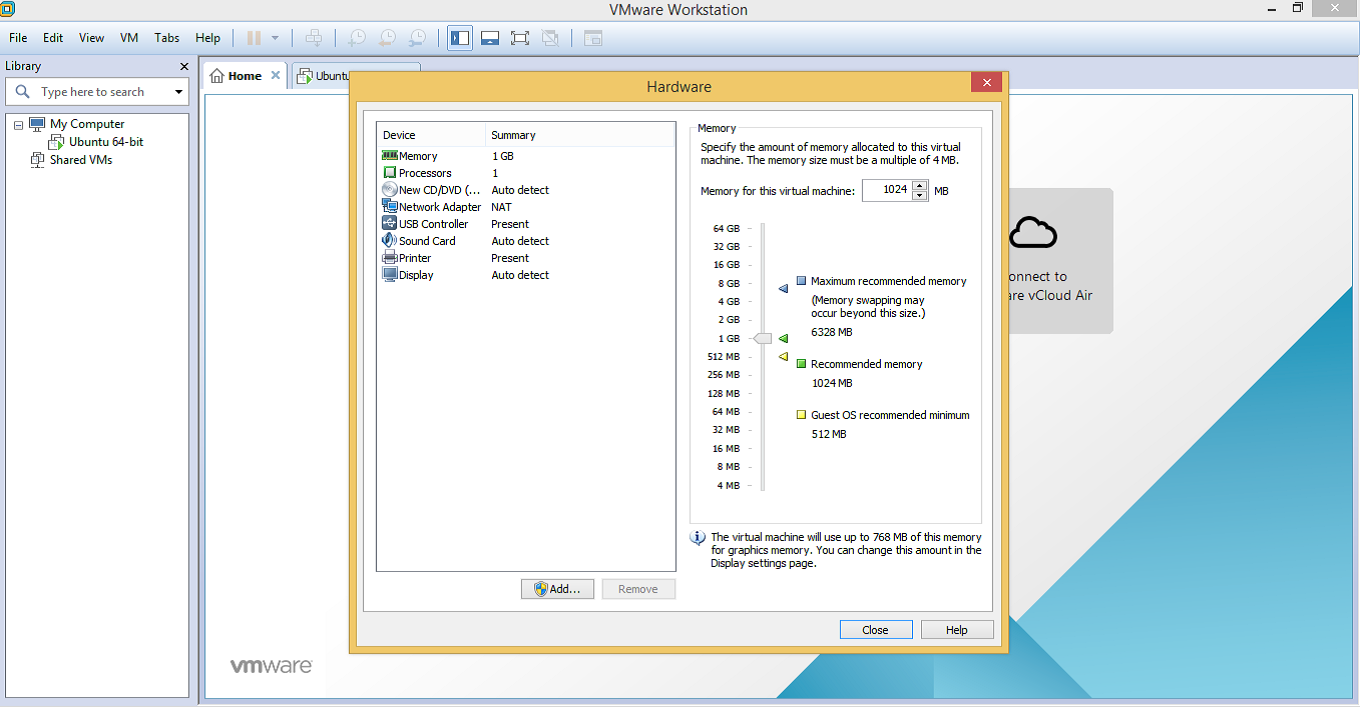 VMware Workstation
File Edit View VM Tabs Help
Library
Type here to search
My Computer
Ubuntu 64-bit
Shared VMs
Home
Ubuntu
Hardware
Device Summary
Memory 1 GB
Processors 1
New CD/DVD (... Auto detect
Network Adapter NAT
USB Controller Present
Sound Card Auto detect
Printer Present
Display Auto detect
Add...
Remove
Memory
Specify the amount of memory allocated to this virtual
machine. The memory size must be a multiple of 4 MB.
Memory for this virtual machine: 1024 MB
64 GB
32 GB
16 GB
8 GB
4 GB
2 GB
1 GB
512 MB
256 MB
128 MB
64 MB
32 MB
16 MB
8 MB
4 MB
Maximum recommended memory
(Memory swapping may
occur beyond this size.)
6328 MB
Recommended memory
1024 MB
Guest OS recommended minimum
512 MB
The virtual machine will use up to 768 MB of this memory
for graphics memory. You can change this amount in the
Display settings page.
Close
Help
onnect to
are vCloud Air
vmware